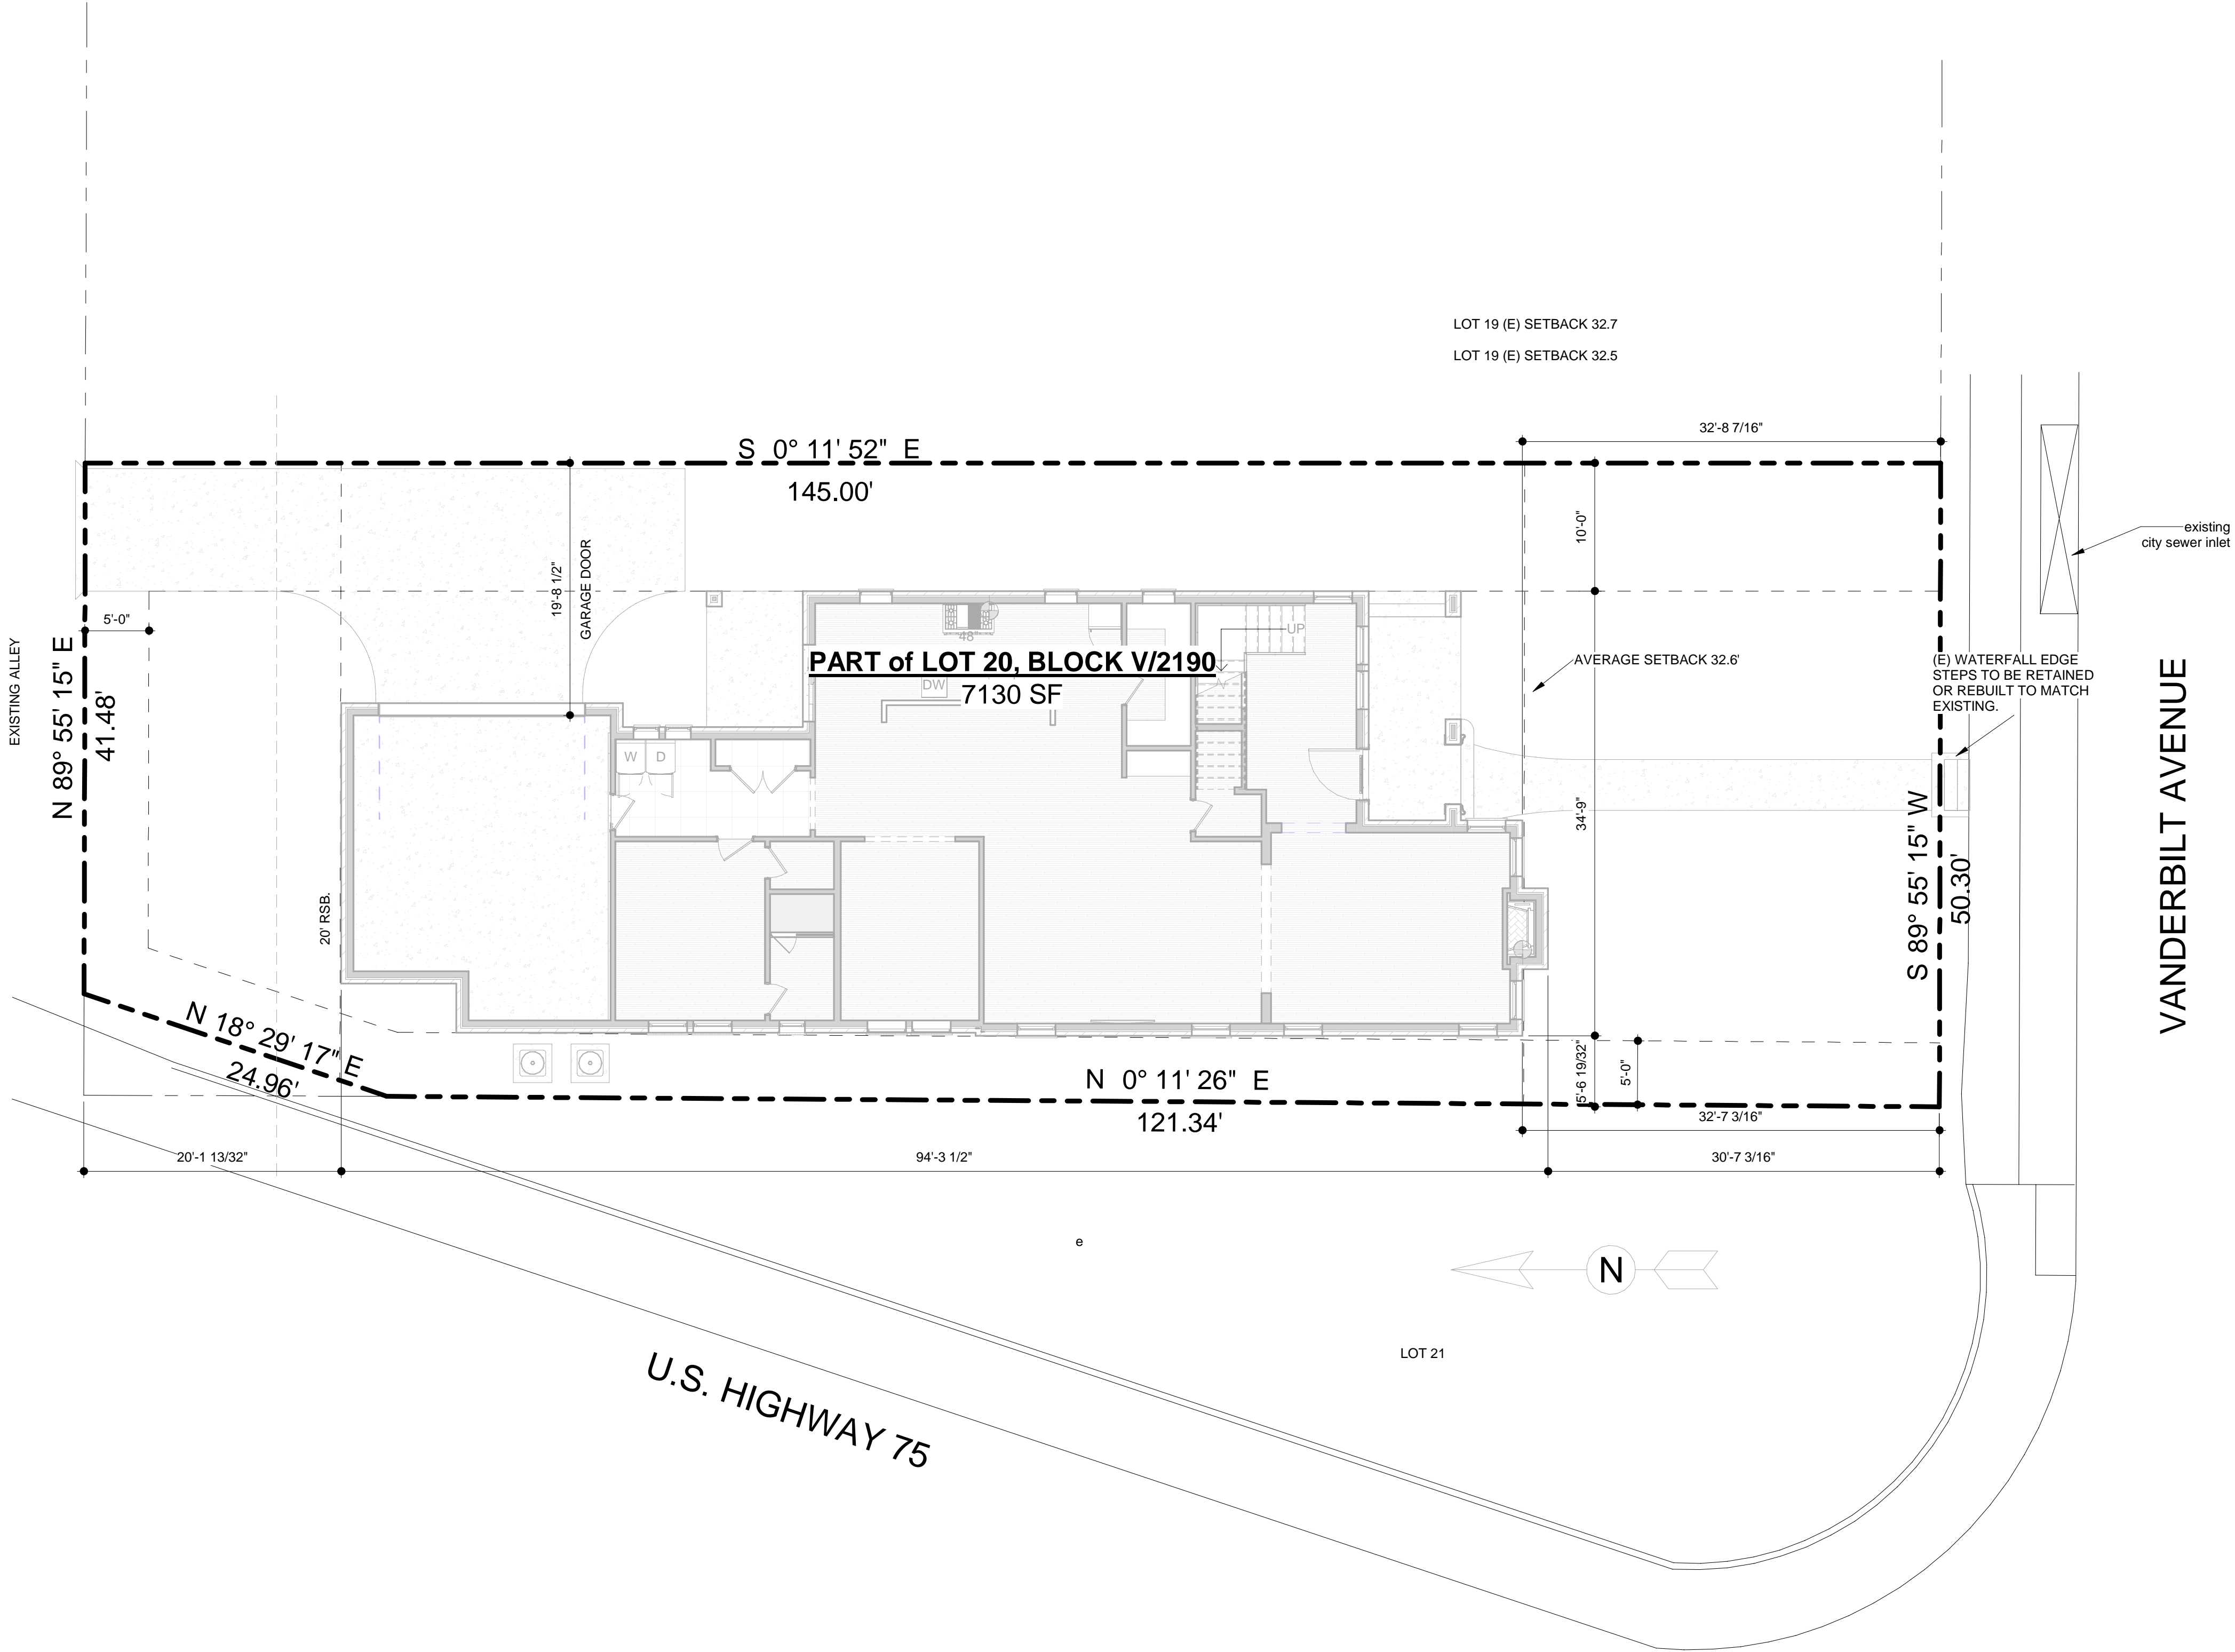 LOT 19 (E) SETBACK 32.7
LOT 19 (E) SETBACK 32.5
32'-8 7/16"
S 0° 11' 52" E
145.00'
10'-0"
existing
city sewer inlet
19'-8 1/2"
GARAGE DOOR
5'-0"
EXISTING ALLEY
N 89° 55' 15" E
41.48'
48"
UP
PART of LOT 20, BLOCK V/2190
7130 SF
DW
AVERAGE SETBACK 32.6'
(E) WATERFALL EDGE
STEPS TO BE RETAINED
OR REBUILT TO MATCH
EXISTING.
VANDERBILT AVENUE
W
D
34'-9"
S 89° 55' 15" W
50.30'
20' RSB.
N 18° 29' 17" E
24.96'
N 0° 11' 26" E
121.34'
5'-6 19/32"
5'-0"
32'-7 3/16"
20'-1 13/32"
94'-3 1/2"
30'-7 3/16"
e
N
LOT 21
U.S. HIGHWAY 75